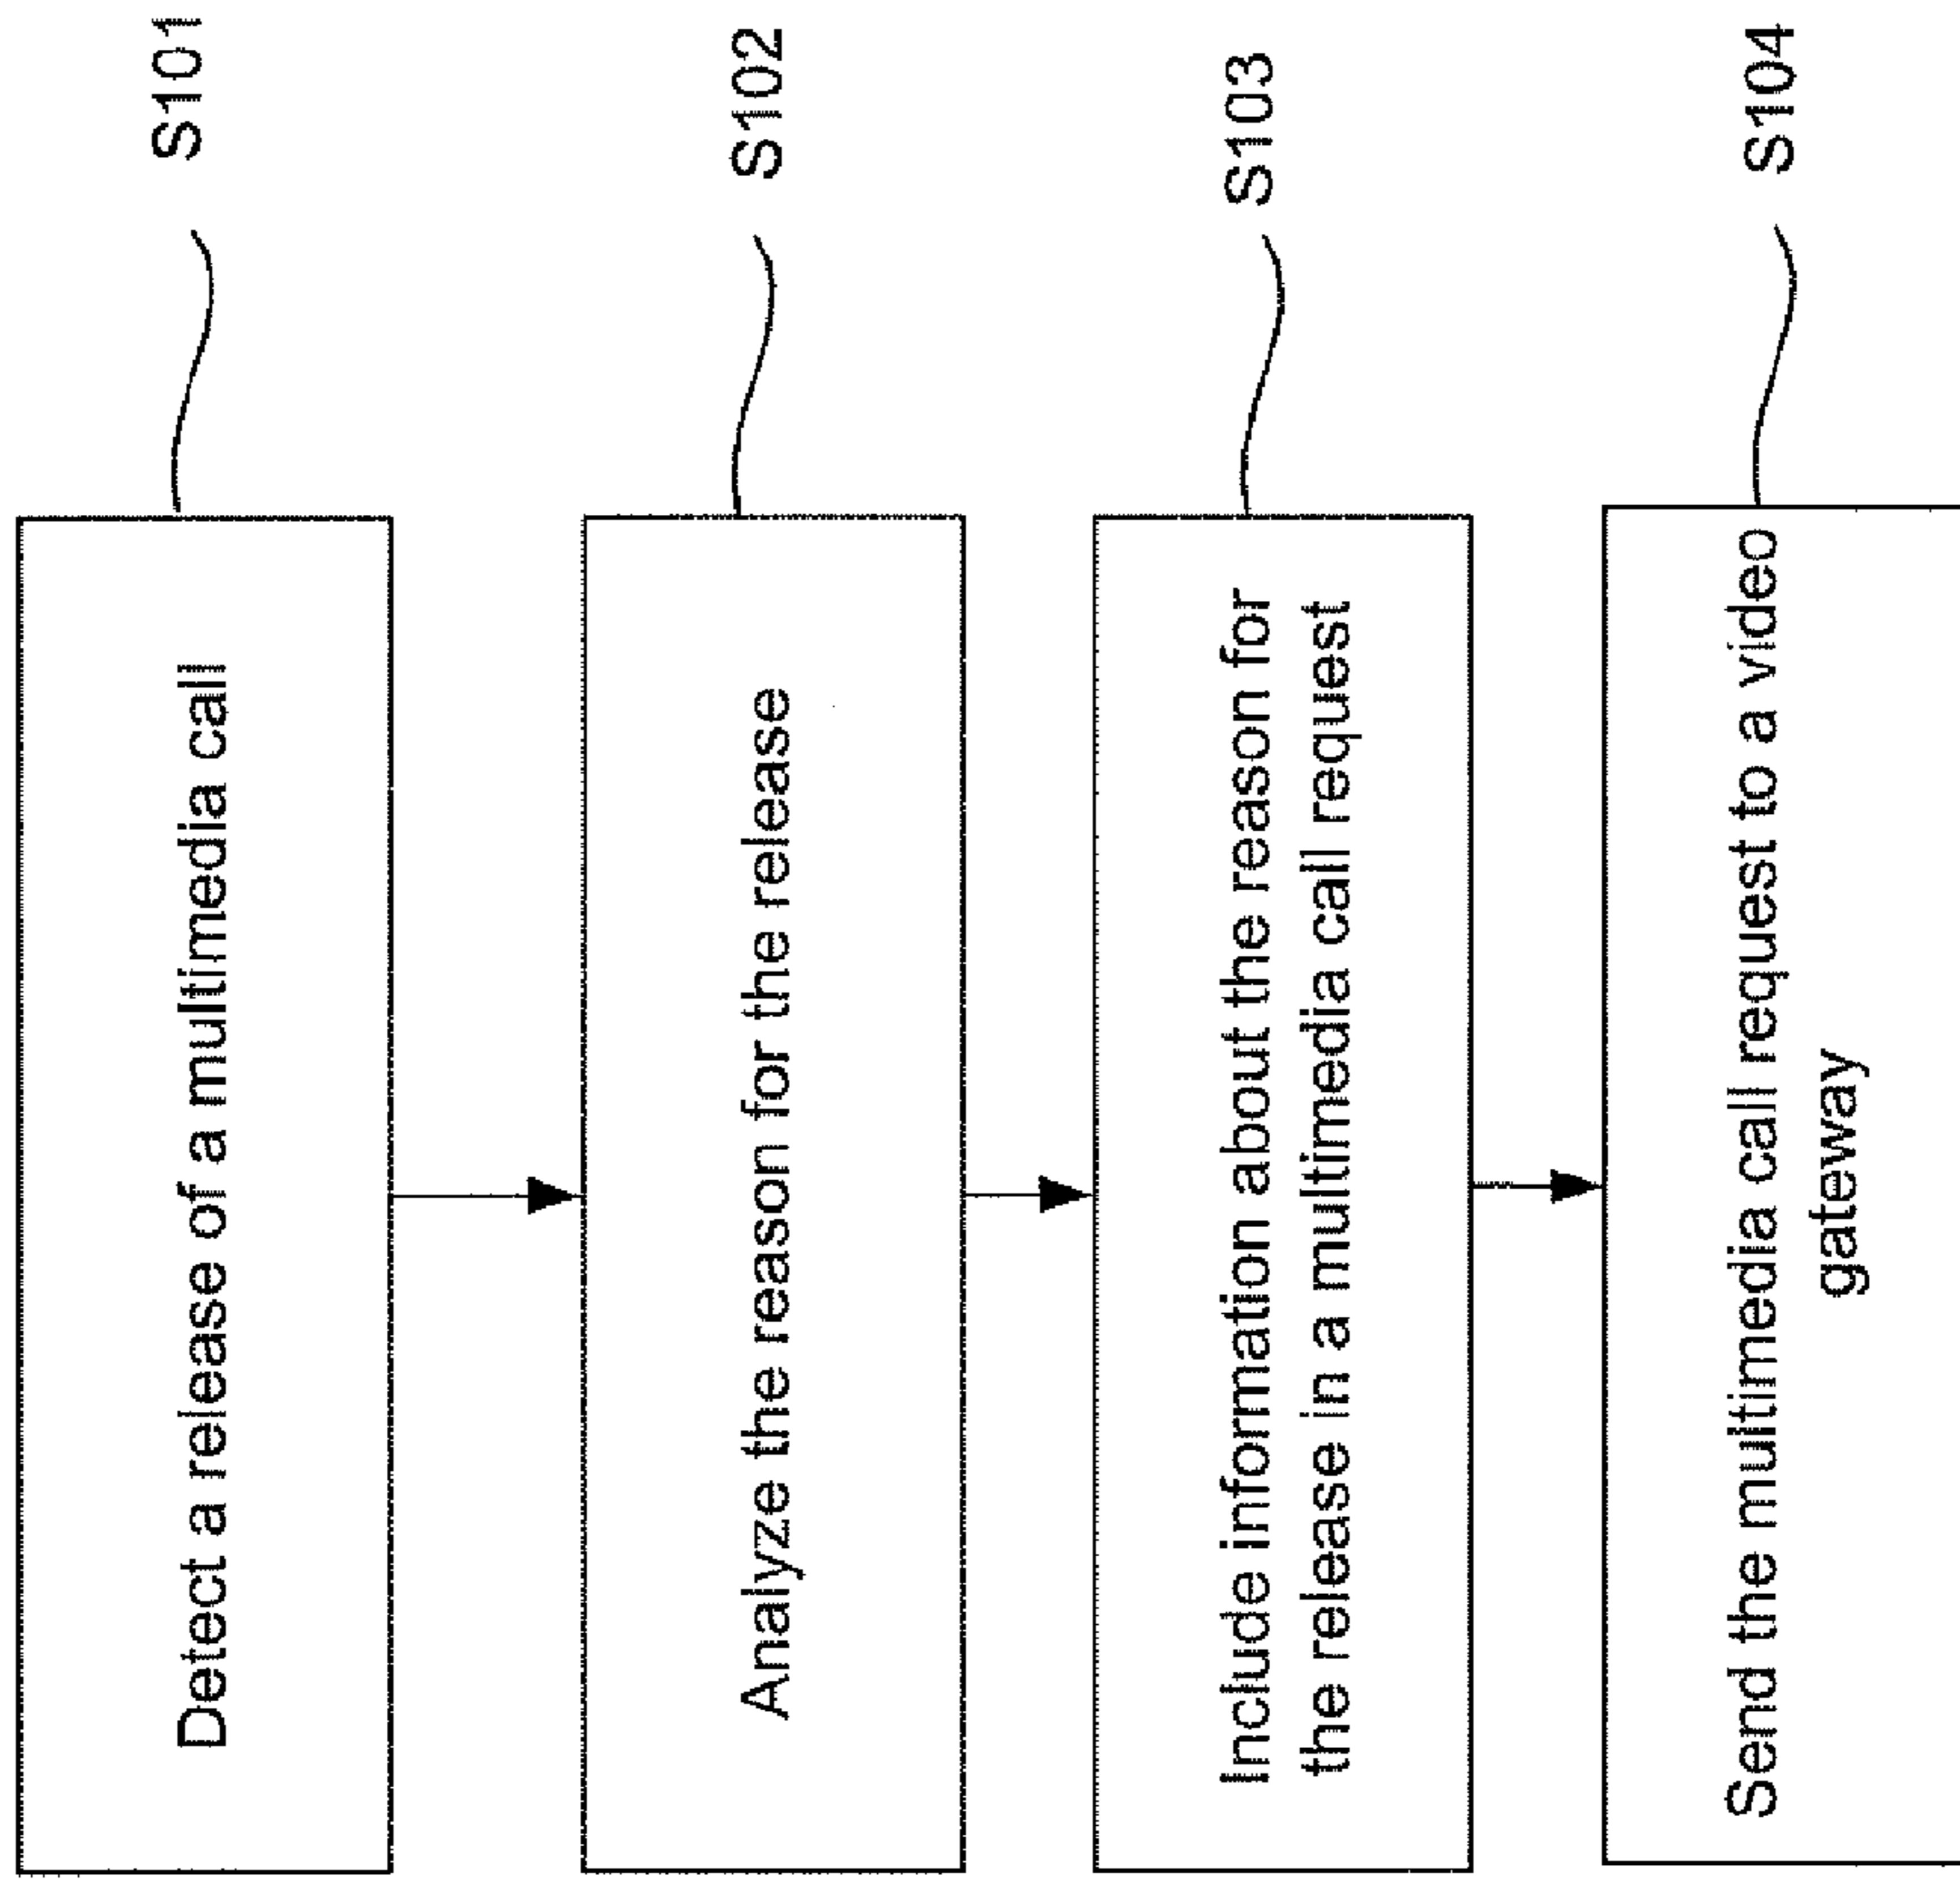 Detect a release of a multimedia call
S101
Analyze the reason for the release
S102
Include information about the reason for
the release in a multimedia call request
S103
Send the multimedia call request to a video
gateway
S104